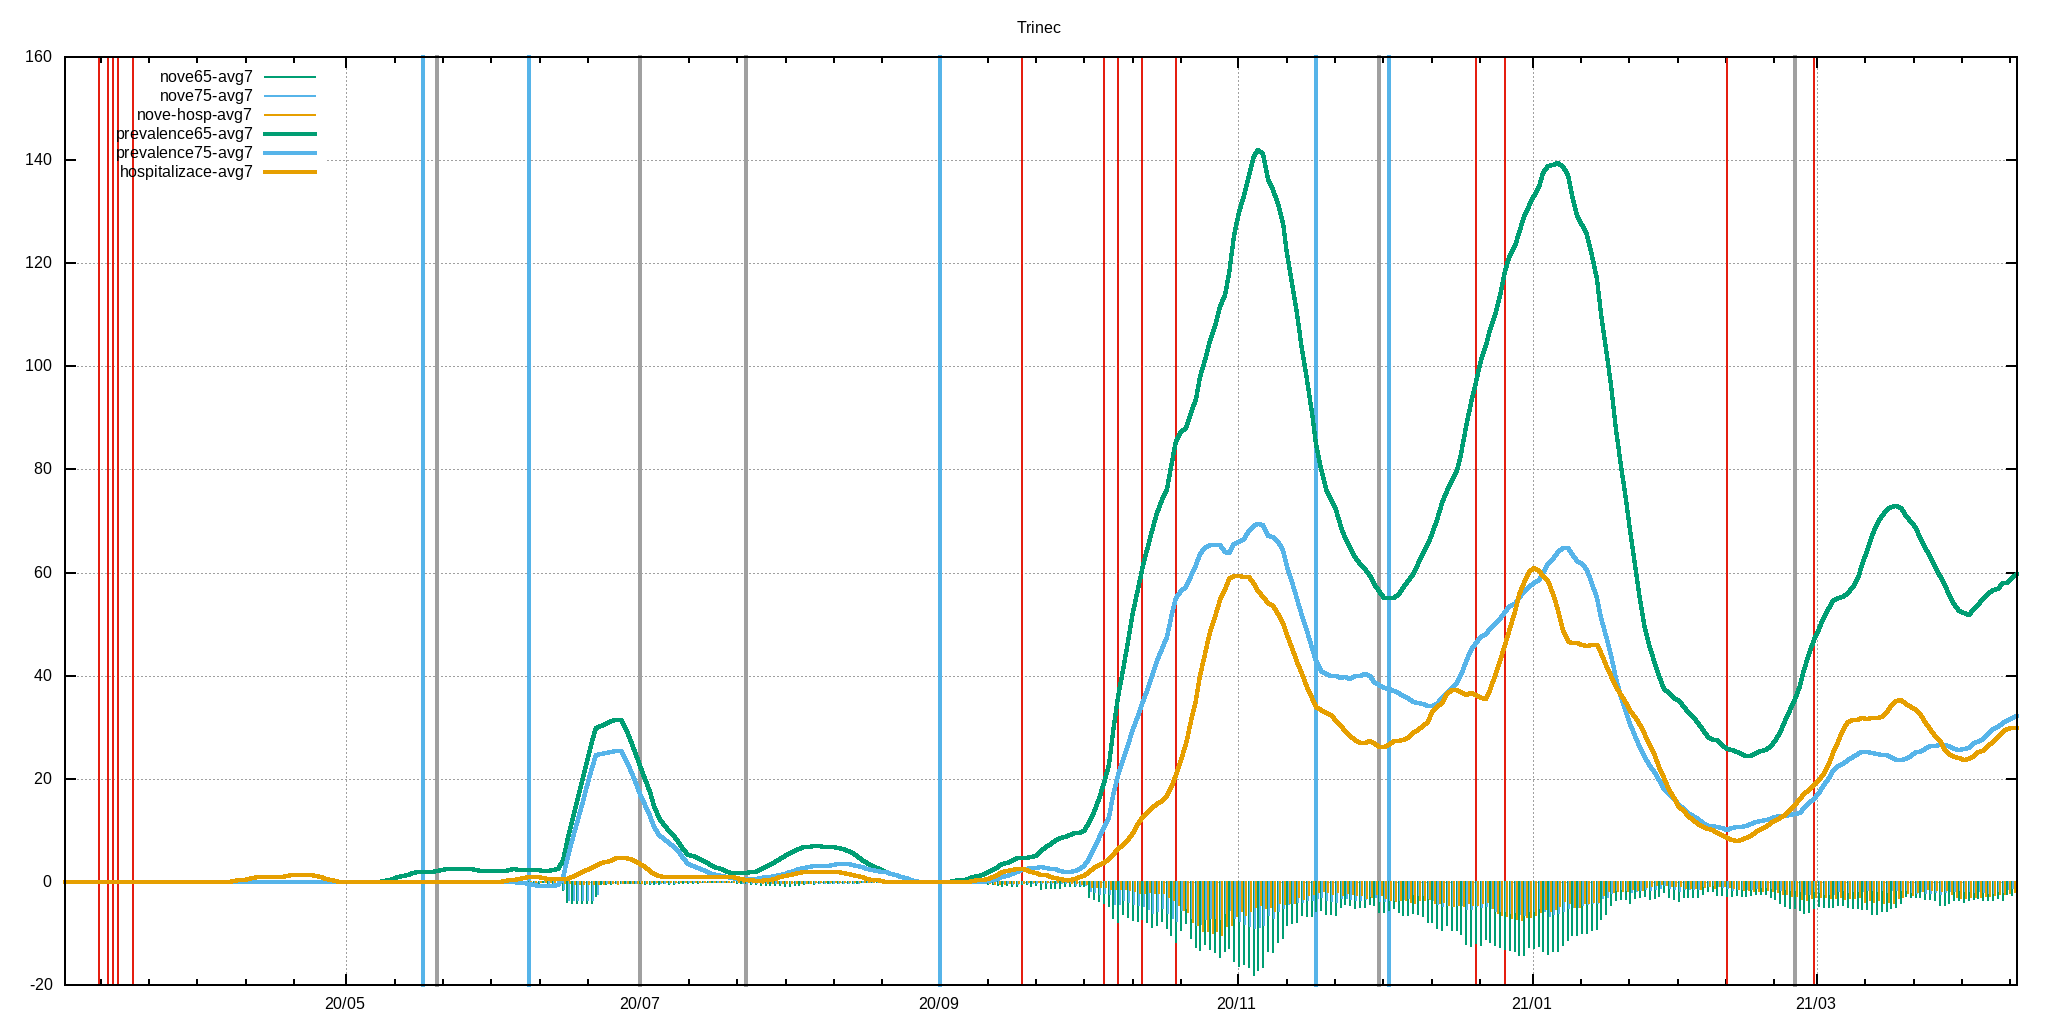 Trinec
160
nove65-avg7
nove75-avg7
nove-hosp-avg7
prevalence65-avg7
140
prevalence75-avg7
hospitalizace-avg7
120
100
80
60
40
20
0
-20
20/05 20/07 20/09 20/11 21/01 21/03